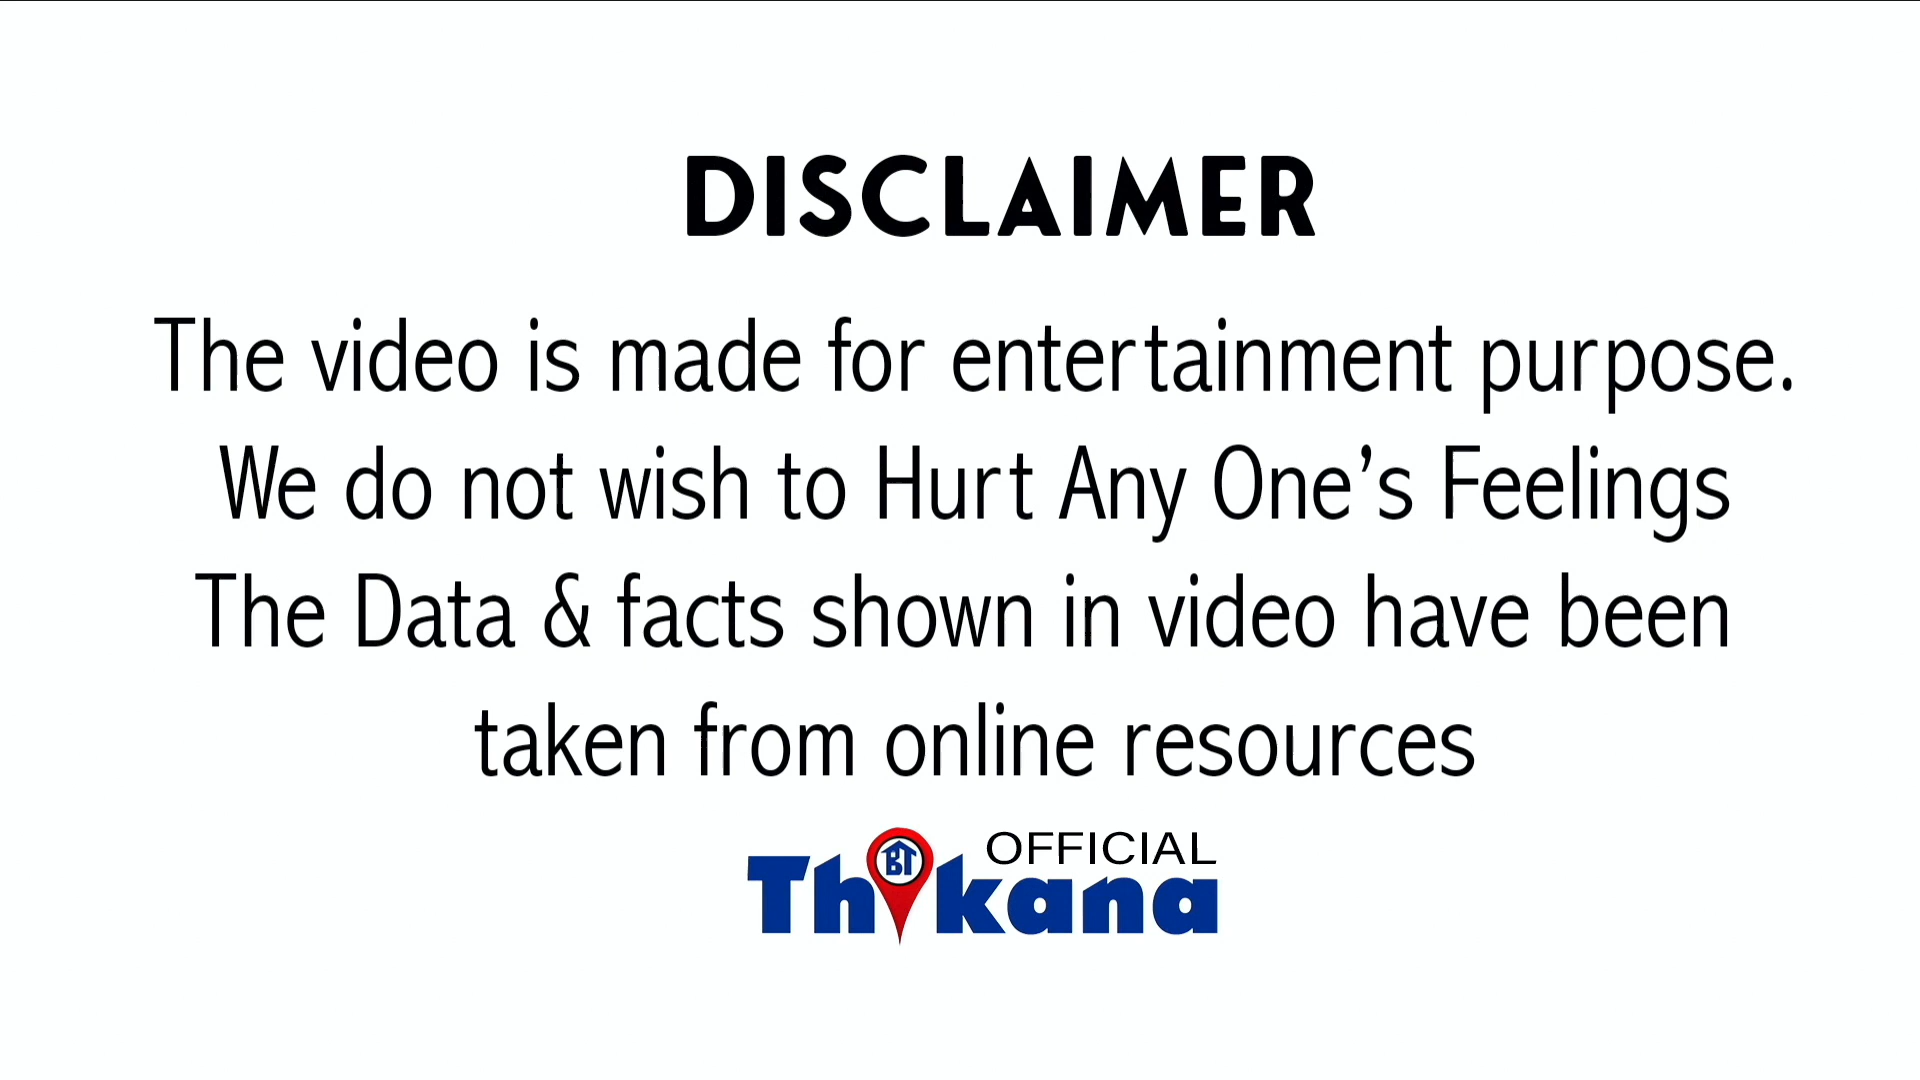 DISCLAIMER
The video is made for entertainment purpose.
We do not wish to Hurt Any One’s Feelings
The Data & facts shown in video have been
taken from online resources
OFFICIAL
BT
Thikana